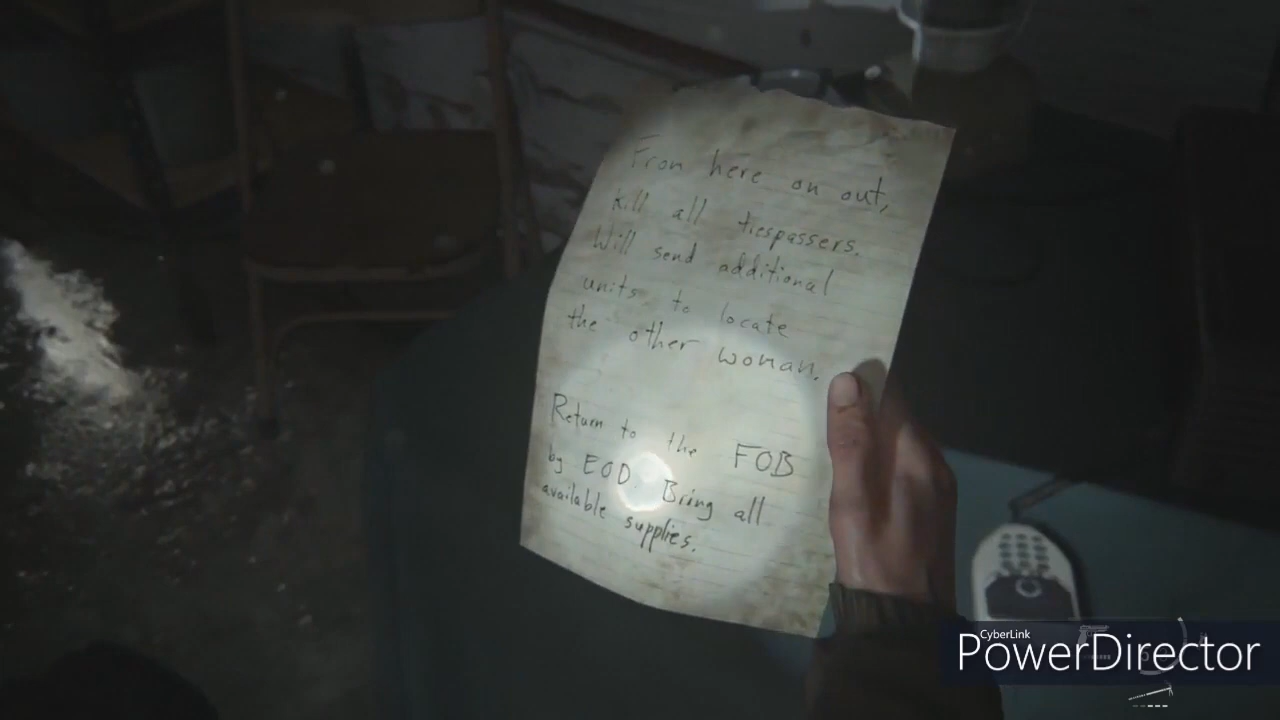 From here on out,
kill all trespassers.
Will send additional
units to locate
the other woman.
Return to the FOB
by EOD. Bring all
available supplies.
CyberLink
PowerDirector